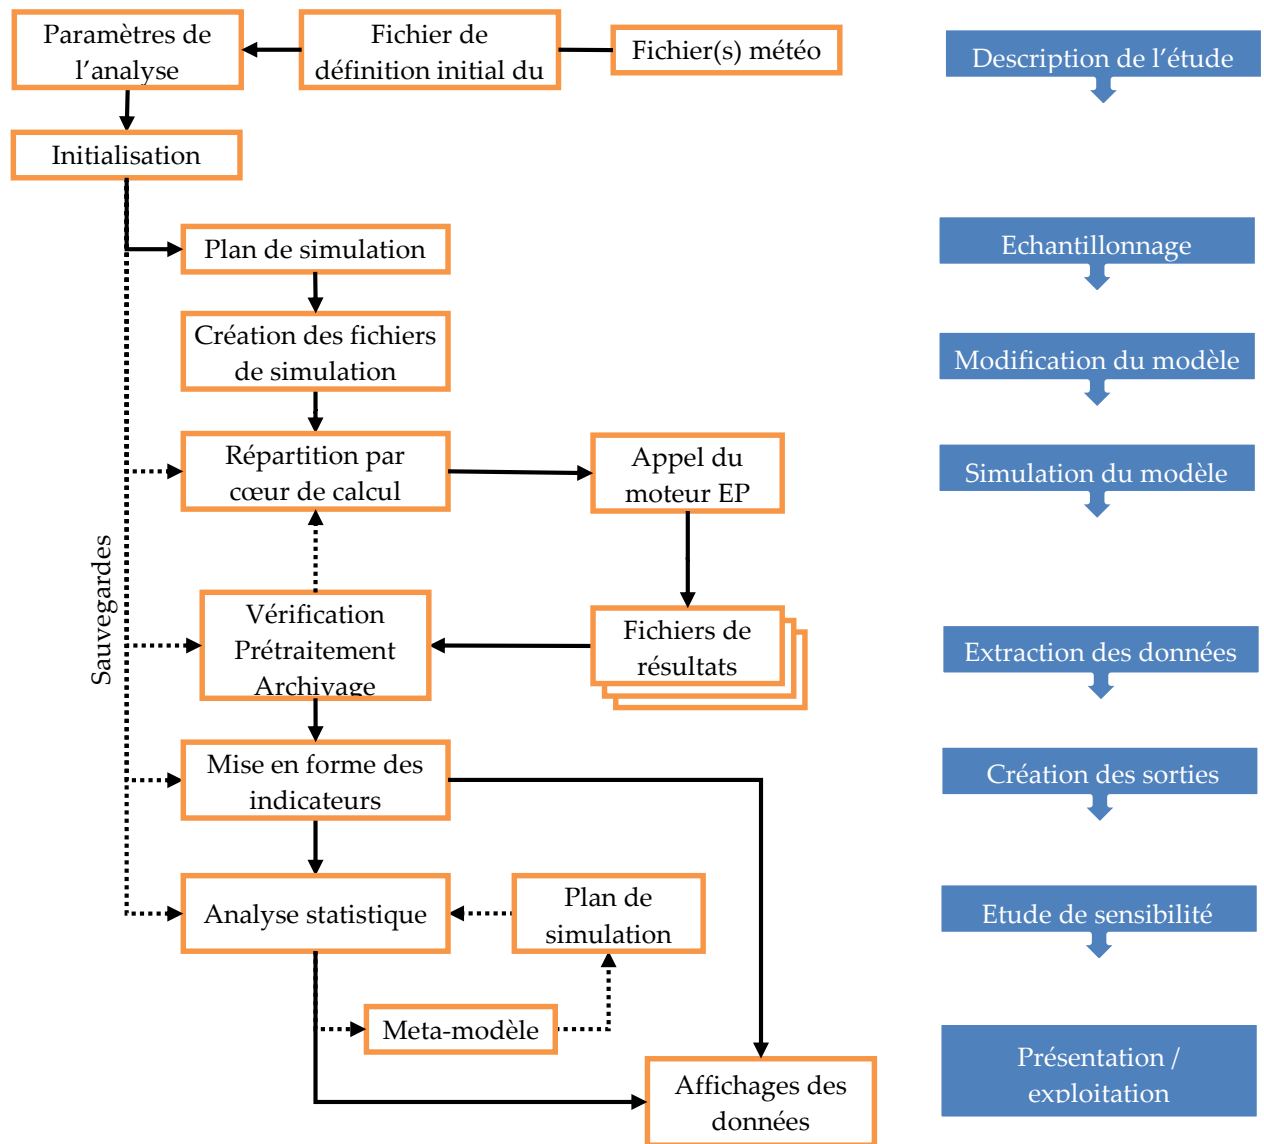 Paramètres de
l'analyse
Fichier de
définition initial du
Fichier(s) météo
Description de l'étude
Initialisation
Plan de simulation
Echantillonnage
Création des fichiers
de simulation
Modification du modèle
Répartition par
cœur de calcul
Appel du
moteur EP
Simulation du modèle
Sauvegardes
Vérification
Prétraitement
Archivage
Fichiers de
résultats
Extraction des données
Mise en forme des
indicateurs
Création des sorties
Analyse statistique
Plan de
simulation
Etude de sensibilité
Meta-modèle
Affichages des
données
Présentation /
exploitation